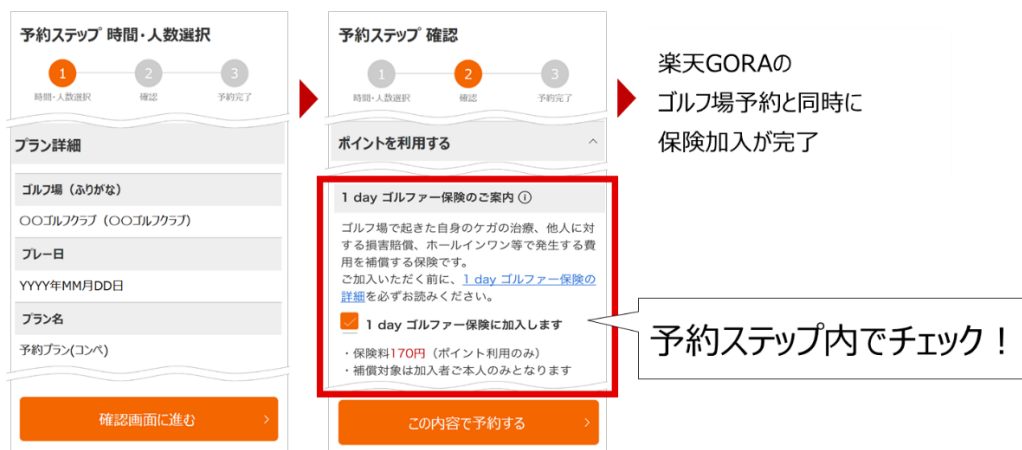 予約ステップ 時間・人数選択
1
2
3
時間・人数選択
確認
予約完了
プラン詳細
ゴルフ場（ふりがな）
〇〇ゴルフクラブ（〇〇ゴルフクラブ）
プレー日
YYYY年MM月DD日
プラン名
予約プラン(コンペ)
確認画面に進む
予約ステップ 確認
1
2
3
時間・人数選択
確認
予約完了
ポイントを利用する
1 day ゴルファー保険のご案内
ゴルフ場で起きた自身のケガの治療、他人に対
する損害賠償、ホールインワン等で発生する費
用を補償する保険です。
ご加入いただく前に、1 day ゴルファー保険の
詳細を必ずお読みください。
1 day ゴルファー保険に加入します
・保険料170円（ポイント利用のみ）
・補償対象は加入者ご本人のみとなります
この内容で予約する
楽天GORAの
ゴルフ場予約と同時に
保険加入が完了
予約ステップ内でチェック！